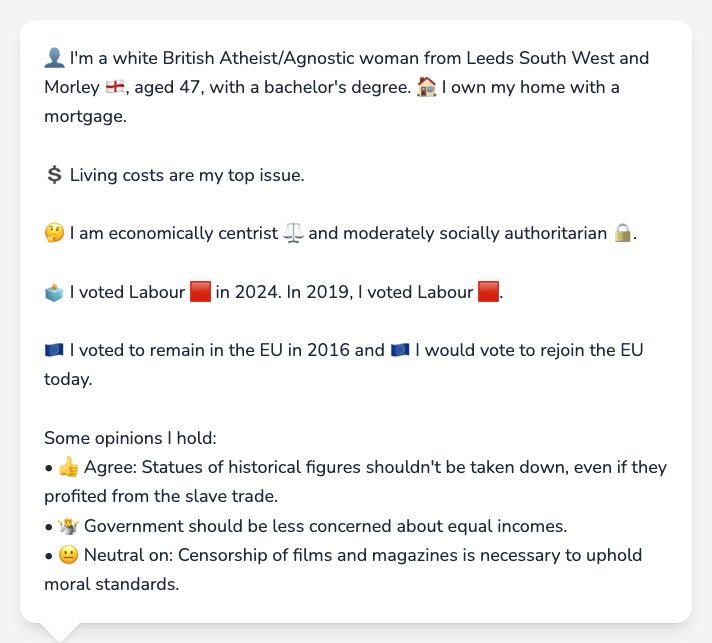 👤 I'm a white British Atheist/Agnostic woman from Leeds South West and
Morley 🏴󠁧󠁢󠁥󠁮󠁧󠁿, aged 47, with a bachelor's degree. 🏠 I own my home with a
mortgage.
💲 Living costs are my top issue.
🤔 I am economically centrist ⚖️ and moderately socially authoritarian 🔒.
🗳️ I voted Labour 🟥 in 2024. In 2019, I voted Labour 🟥.
🇪🇺 I voted to remain in the EU in 2016 and 🇪🇺 I would vote to rejoin the EU
today.
Some opinions I hold:
• 👍 Agree: Statues of historical figures shouldn't be taken down, even if they
profited from the slave trade.
• 🤷 Government should be less concerned about equal incomes.
• 😐 Neutral on: Censorship of films and magazines is necessary to uphold
moral standards.